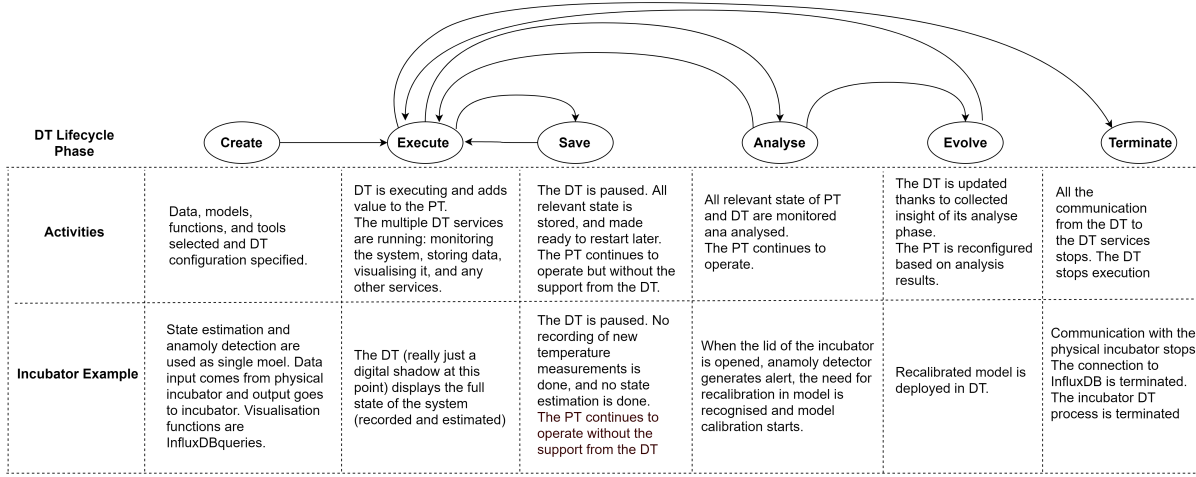 DT Lifecycle
Phase
Create
Execute
Save
Analyse
Evolve
Terminate
Activities
Data, models,
functions, and tools
selected and DT
configuration specified.
DT is executing and adds
value to the PT.
The multiple DT services
are running: monitoring
the system, storing data,
visualising it, and any
other services.
The DT is paused. All
relevant state is
stored, and made
ready to restart later.
The PT continues to
operate but without the
support from the DT.
All relevant state of PT
and DT are monitored
ana analysed.
The PT continues to
operate.
The DT is updated
thanks to collected
insight of its analyse
phase.
The PT is reconfigured
based on analysis
results.
All the
communication
from the DT to
the DT services
stops. The DT
stops execution
Incubator Example
State estimation and
anamoly detection are
used as single moel. Data
input comes from physical
incubator and output goes
to incubator. Visualisation
functions are
InfluxDBqueries.
The DT (really just a
digital shadow at this
point) displays the full
state of the system
(recorded and estimated)
The DT is paused. No
recording of new
temperature
measurements is
done, and no state
estimation is done.
The PT continues to
operate without the
support from the DT
When the lid of the incubator
is opened, anamoly detector
generates alert, the need for
recalibration in model is
recognised and model
calibration starts.
Recalibrated model is
deployed in DT.
Communication with the
physical incubator stops
The connection to
InfluxDB is terminated.
The incubator DT
process is terminated